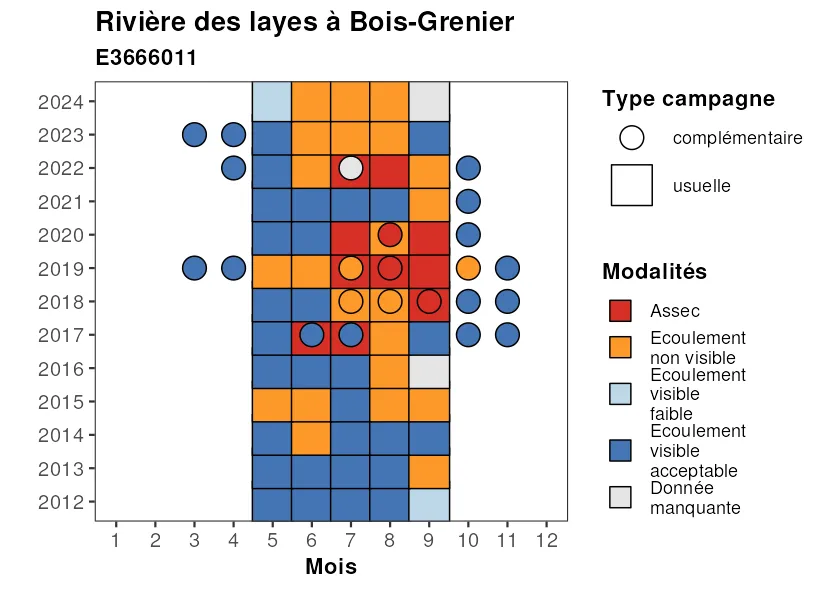 Rivière des layes à Bois-Grenier
E3666011
2024
2023
2022
2021
2020
2019
2018
2017
2016
2015
2014
2013
2012
1 2 3 4 5 6 7 8 9 10 11 12
Mois
Type campagne
complémentaire
usuelle
Modalités
Assec
Ecoulement
non visible
Ecoulement
visible
faible
Ecoulement
visible
acceptable
Donnée
manquante